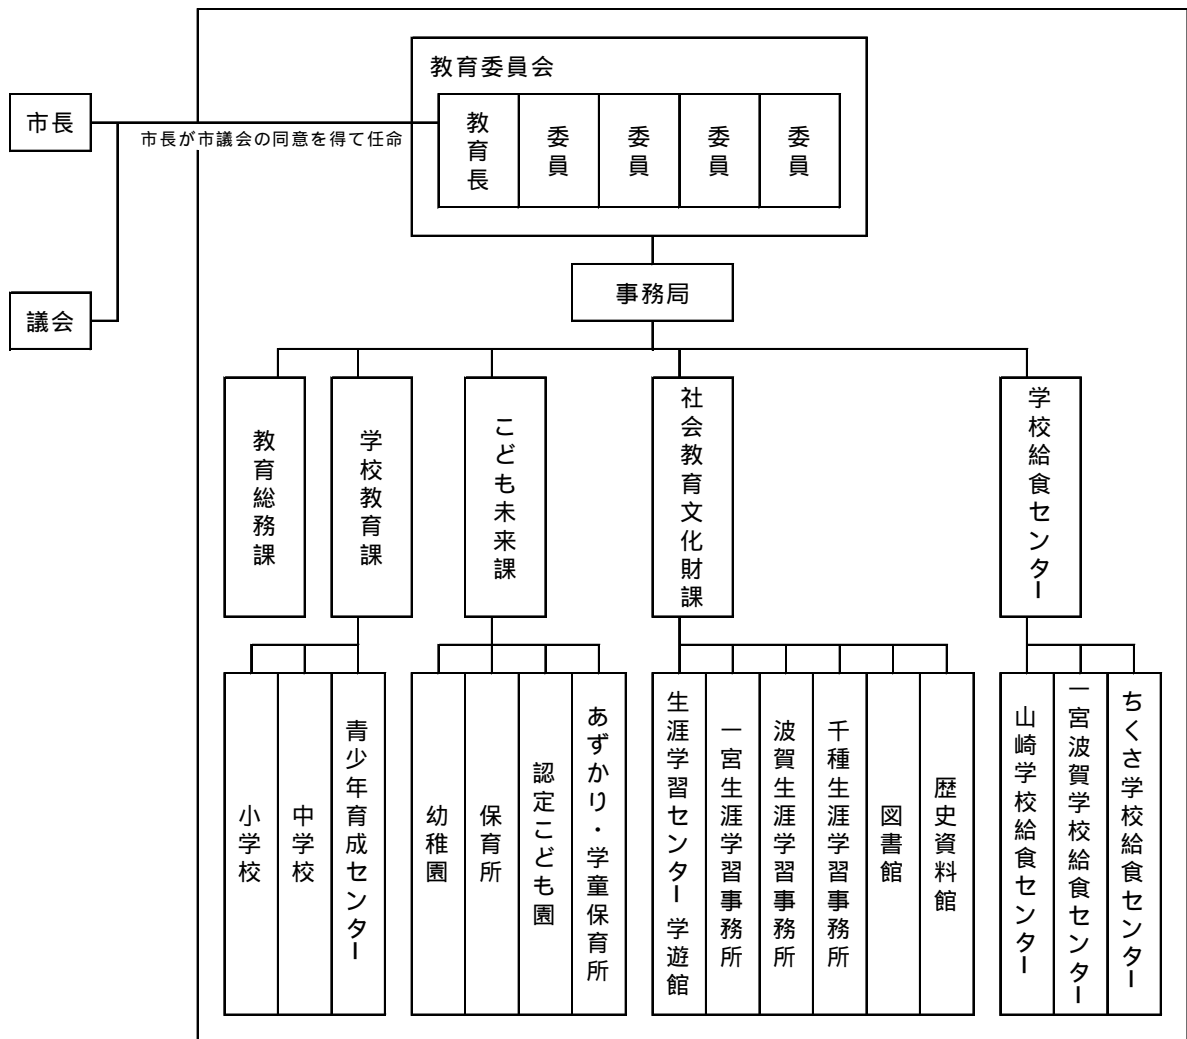 教育委員会
市長
市長が市議会の同意を得て任命
教育長
委員
委員
委員
委員
議会
事務局
教育総務課
学校教育課
こども未来課
社会教育文化財課
学校給食センター
小学校
中学校
青少年育成センター
幼稚園
保育所
認定こども園
あずかり・学童保育所
生涯学習センター 学遊館
一宮生涯学習事務所
波賀生涯学習事務所
千種生涯学習事務所
図書館
歴史資料館
山崎学校給食センター
一宮波賀学校給食センター
ちくさ学校給食センター